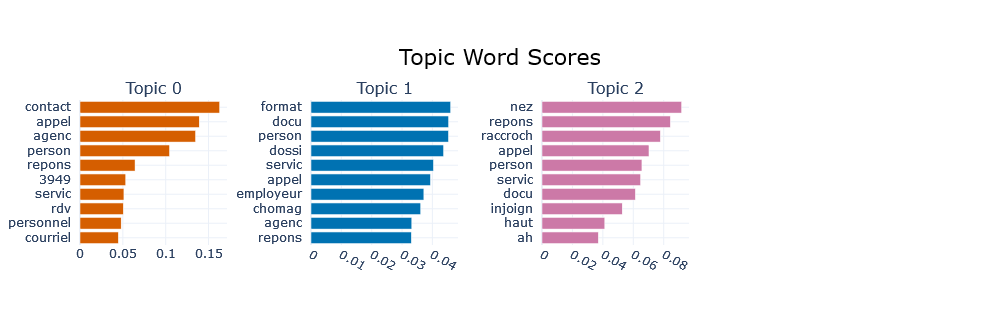 Topic Word Scores
Topic 0
contact
appel
agenc
person
repons
3949
servic
rdv
personnel
courriel
0 0.05 0.1 0.15
Topic 1
format
docu
person
dossi
servic
appel
employeur
chomag
agenc
repons
0 0.01 0.02 0.03 0.04
Topic 2
nez
repons
raccroch
appel
person
servic
docu
injoign
haut
ah
0 0.02 0.04 0.06 0.08